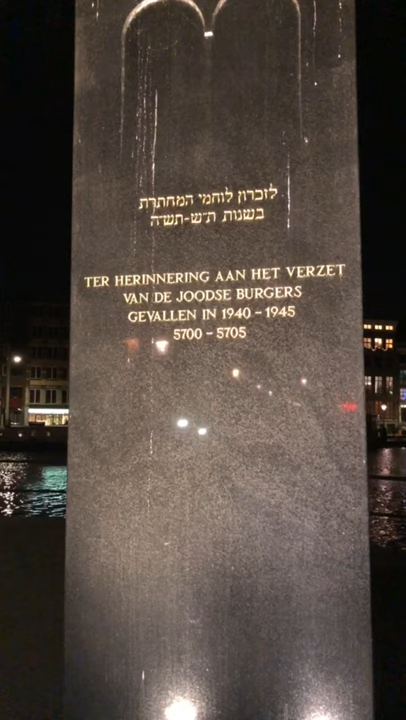 לזכרון לוחמי המחתרת
בשנות ת״ש-תש״ה
TER HERINNERING AAN HET VERZET
VAN DE JOODSE BURGERS
GEVALLEN IN 1940 - 1945
5700 - 5705